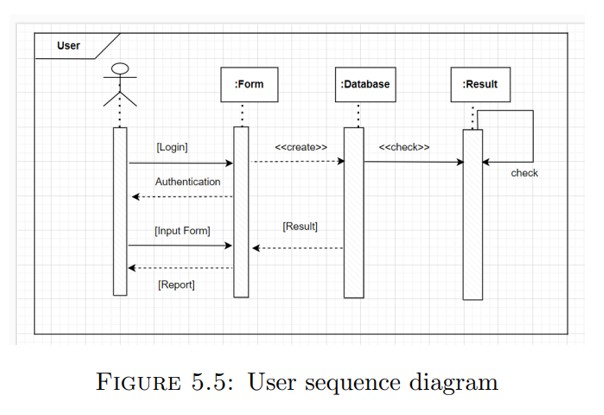 User
:Form
:Database
:Result
[Login]
<<create>>
<<check>>
check
Authentication
[Input Form]
[Result]
[Report]
FIGURE 5.5: User sequence diagram